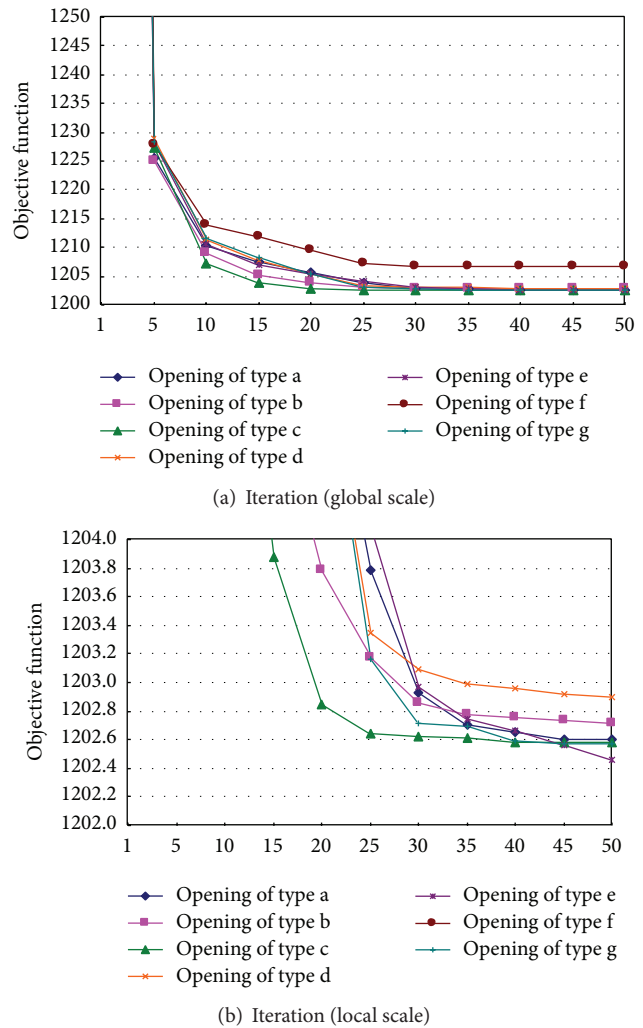 1250
1245
1240
1235
1230
1225
1220
1215
1210
1205
1200
Objective function
1 5 10 15 20 25 30 35 40 45 50
Opening of type a
Opening of type b
Opening of type c
Opening of type d
Opening of type e
Opening of type f
Opening of type g
(a) Iteration (global scale)
1204.0
1203.8
1203.6
1203.4
1203.2
1203.0
1202.8
1202.6
1202.4
1202.2
1202.0
Objective function
1 5 10 15 20 25 30 35 40 45 50
Opening of type a
Opening of type b
Opening of type c
Opening of type d
Opening of type e
Opening of type f
Opening of type g
(b) Iteration (local scale)